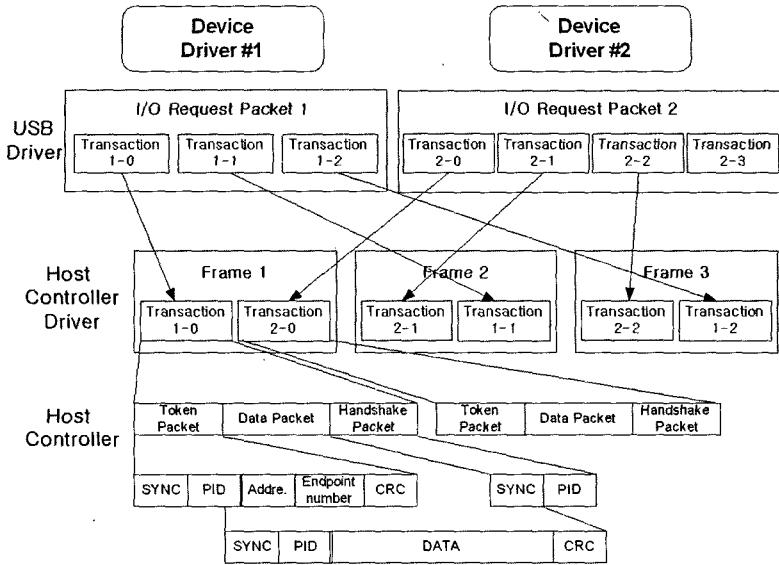 Device
Driver #1
Device
Driver #2
USB
Driver
I/O Request Packet 1
Transaction
1-0
Transaction
1-1
Transaction
1-2
I/O Request Packet 2
Transaction
2-0
Transaction
2-1
Transaction
2-2
Transaction
2-3
Host
Controller
Driver
Frame 1
Transaction
1-0
Transaction
2-0
Frame 2
Transaction
2-1
Transaction
1-1
Frame 3
Transaction
2-2
Transaction
1-2
Host
Controller
Token
Packet
Data Packet
Handshake
Packet
Token
Packet
Data Packet
Handshake
Packet
SYNC
PID
Addre.
Endpoint
number
CRC
SYNC
PID
SYNC
PID
DATA
CRC